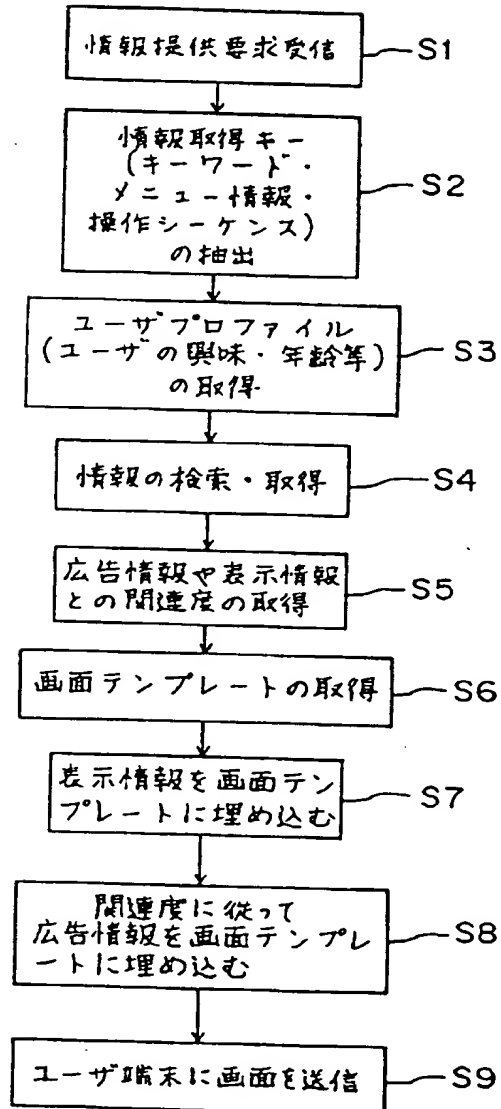 情報提供要求受信
S1
情報取得キー
(キーワード・
メニュー情報・
操作シーケンス)
の抽出
S2
ユーザプロファイル
(ユーザの興味・年齢等)
の取得
S3
情報の検索・取得
S4
広告情報や表示情報
との関連度の取得
S5
画面テンプレートの取得
S6
表示情報を画面テン
プレートに埋め込む
S7
関連度に従って
広告情報を画面テンプレ
ートに埋め込む
S8
ユーザ端末に画面を送信
S9